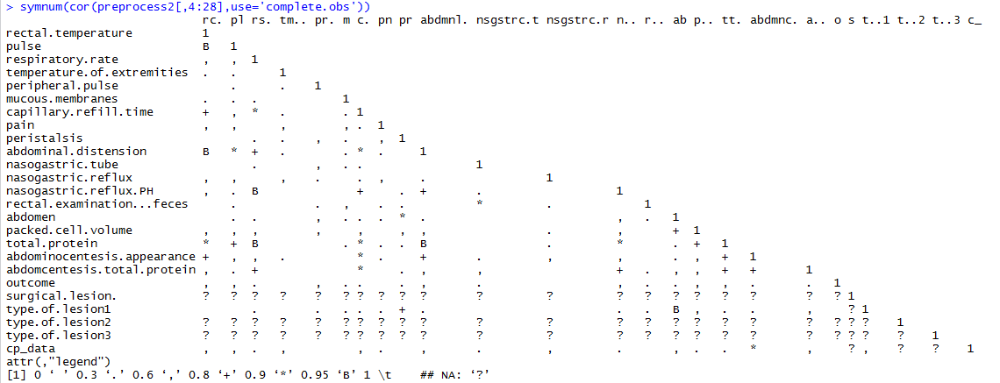 > symnum(cor(preprocess2[,4:28],use='complete.obs'))
                             rc. pl rs. tm.. pr. m c. pn pr abdmnl. nsgstrc.t nsgstrc.r n.. r.. ab p.. tt. abdmnc. a.. o s t..1 t..2 t..3 c_
rectal.temperature           1
pulse                        B   1
respiratory.rate             ,   ,  1
temperature.of.extremities   .   .      1
peripheral.pulse                 .      .    1
mucous.membranes             .   .  .            1
capillary.refill.time        +   ,  *   .        . 1
pain                         ,   ,      ,        , . 1
peristalsis                         .   .    ,   .   , 1
abdominal.distension         B   *  +   .        . * .    1
nasogastric.tube                    .        ,   . .              1
nasogastric.reflux           ,   ,      ,    .   . ,      .                 1
nasogastric.reflux.PH        ,   .  B              +   .  +       .                   1
rectal.examination...feces       .           .   , .      .       *         .             1
abdomen                          .  .        ,   . . . *  .                           ,   . 1
packed.cell.volume           ,   ,  ,        ,   , ,   ,  ,                 .         ,     + 1
total.protein                *   +  B            . * .    B                 .         *     . + 1
abdominocentesis.appearance  +   ,  ,   .          * .    +       .         ,         ,   , . , + 1
abdomcentesis.total.protein  ,   .  +              *   .  ,       ,                   +   . , , + +       1
outcome                      ,   ,  .        ,   . .   .  ,       .                   .   , , , , .       . 1
surgical.lesion.             ?   ?  ?   ?    ?   ? ? ? ?  ?       ?         ?         ?   ? ? ? ? ?       ? ? 1
type.of.lesion1                     .        .   . . . +  .                           .   . B , . .       ,   ? 1
type.of.lesion2              ?   ?  ?   ?    ?   ? ? ? ?  ?       ?         ?         ?   ? ? ? ? ?       ? ? ? ? 1
type.of.lesion3              ?   ?  ?   ?    ?   ? ? ? ?  ?       ?         ?         ?   ? ? ? ? ?       ? ? ? ? ? 1
cp_data                      ,   ,  .   ,          , . ,  .       .         ,         .     , , . *       ,   . ? , ? ? 1
attr(,"legend")
[1] 0 ‘ ’ 0.3 ‘.’ 0.6 ‘,’ 0.8 ‘+’ 0.9 ‘*’ 0.95 ‘B’ 1 \t    ## NA: ‘?’